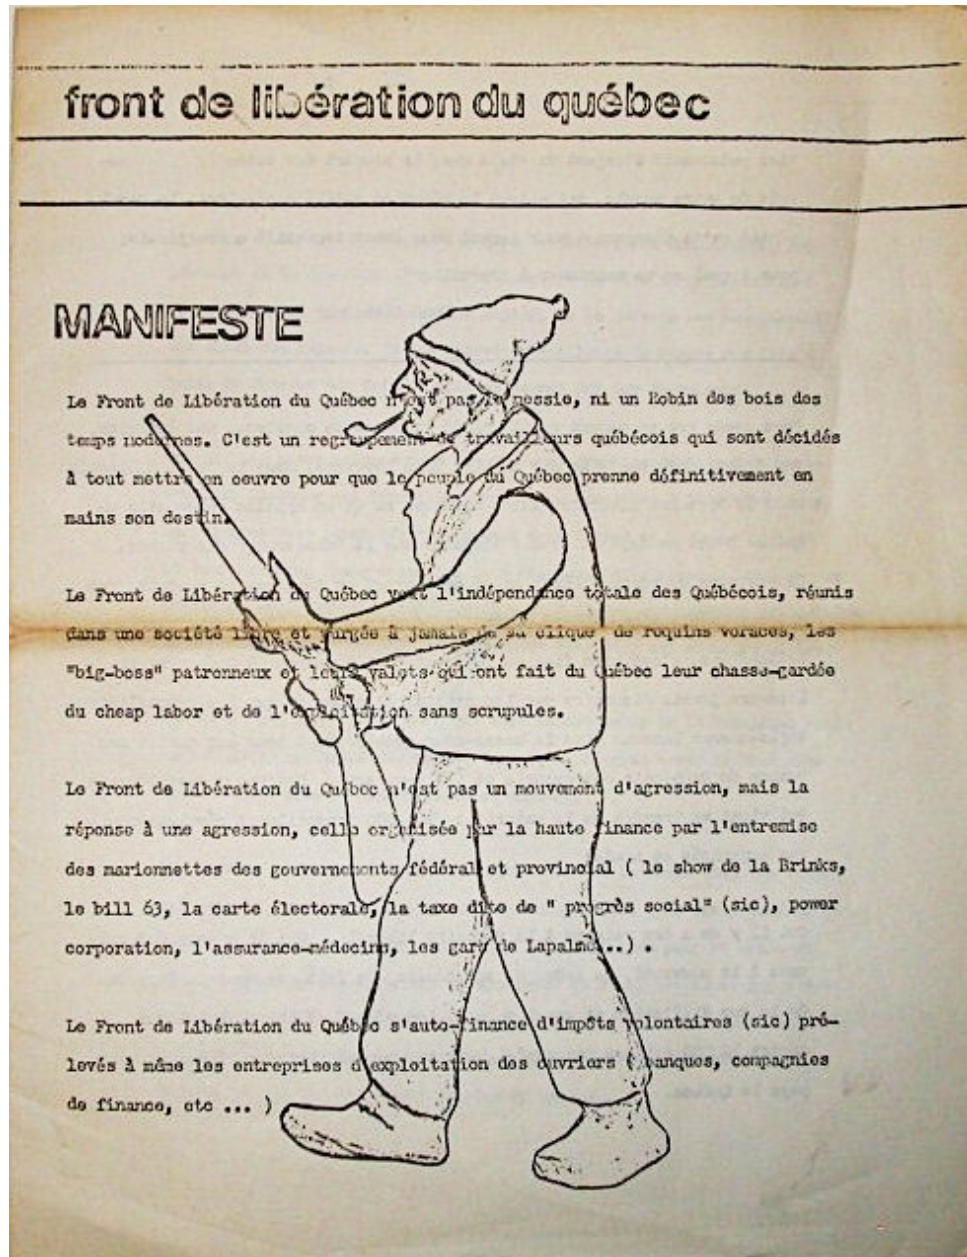 front de libération du québec
MANIFESTE
Le Front de Libération du Québec n'est pas le messie, ni un Robin des bois des
temps modernes. C'est un regroupement de travailleurs québécois qui sont décidés
à tout mettre en oeuvre pour que le peuple du Québec prenne définitivement en
mains son destin.
Le Front de Libération du Québec veut l'indépendance totale des Québécois, réunis
dans une société libre et purgée à jamais de sa clique de requins voraces, les
"big-boss" patronneux et leurs valets qui ont fait du Québec leur chasse-gardée
du cheap labor et de l'exploitation sans scrupules.
Le Front de Libération du Québec n'est pas un mouvement d'agression, mais la
réponse à une agression, celle organisée par la haute finance par l'entremise
des marionnettes des gouvernements fédéral et provincial ( le show de la Brinks,
le bill 63, la carte électorale, la taxe dite de " progrès social" (sic), power
corporation, l'assurance-médecins, les gars de Lapalme...) .
Le Front de Libération du Québec s'auto-finance d'impôts volontaires (sic) pré-
levés à même les entreprises d'exploitation des ouvriers ( banques, compagnies
de finance, etc ... )